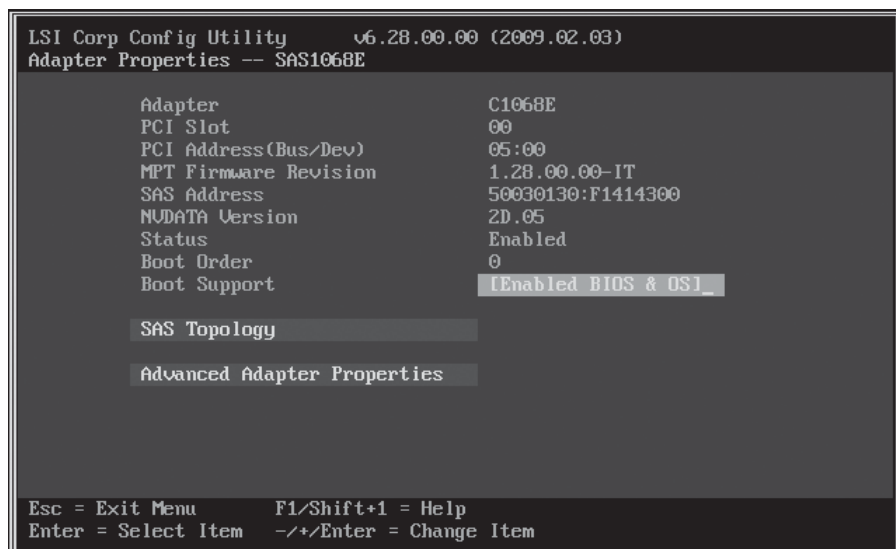 LSI Corp Config Utility v6.28.00.00 (2009.02.03)
Adapter Properties -- SAS1068E
Adapter C1068E
PCI Slot 00
PCI Address(Bus/Dev) 05:00
MPT Firmware Revision 1.28.00.00-IT
SAS Address 50030130:F1414300
NVDATA Version 2D.05
Status Enabled
Boot Order 0
Boot Support [Enabled BIOS & OS]_
SAS Topology
Advanced Adapter Properties
Esc = Exit Menu F1/Shift+1 = Help
Enter = Select Item -/+/Enter = Change Item